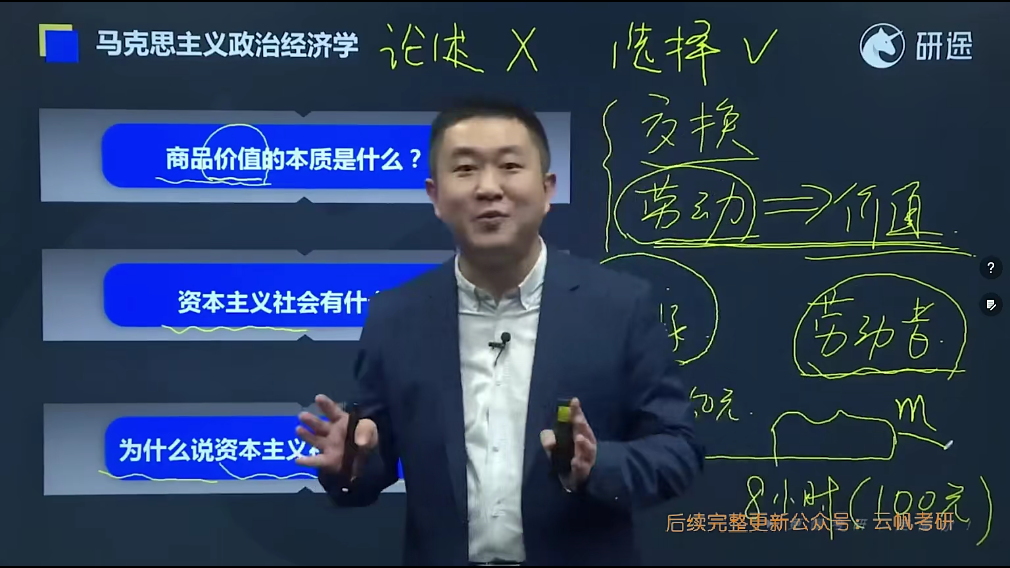 马克思主义政治经济学
论述 X 选择 √
研途
交换
商品价值的本质是什么？
劳动 => 价值
资本主义社会有什
劳动者
50元.
m
为什么说资本主义
8小时(100元)
后续完整更新公众号：云帆考研
?